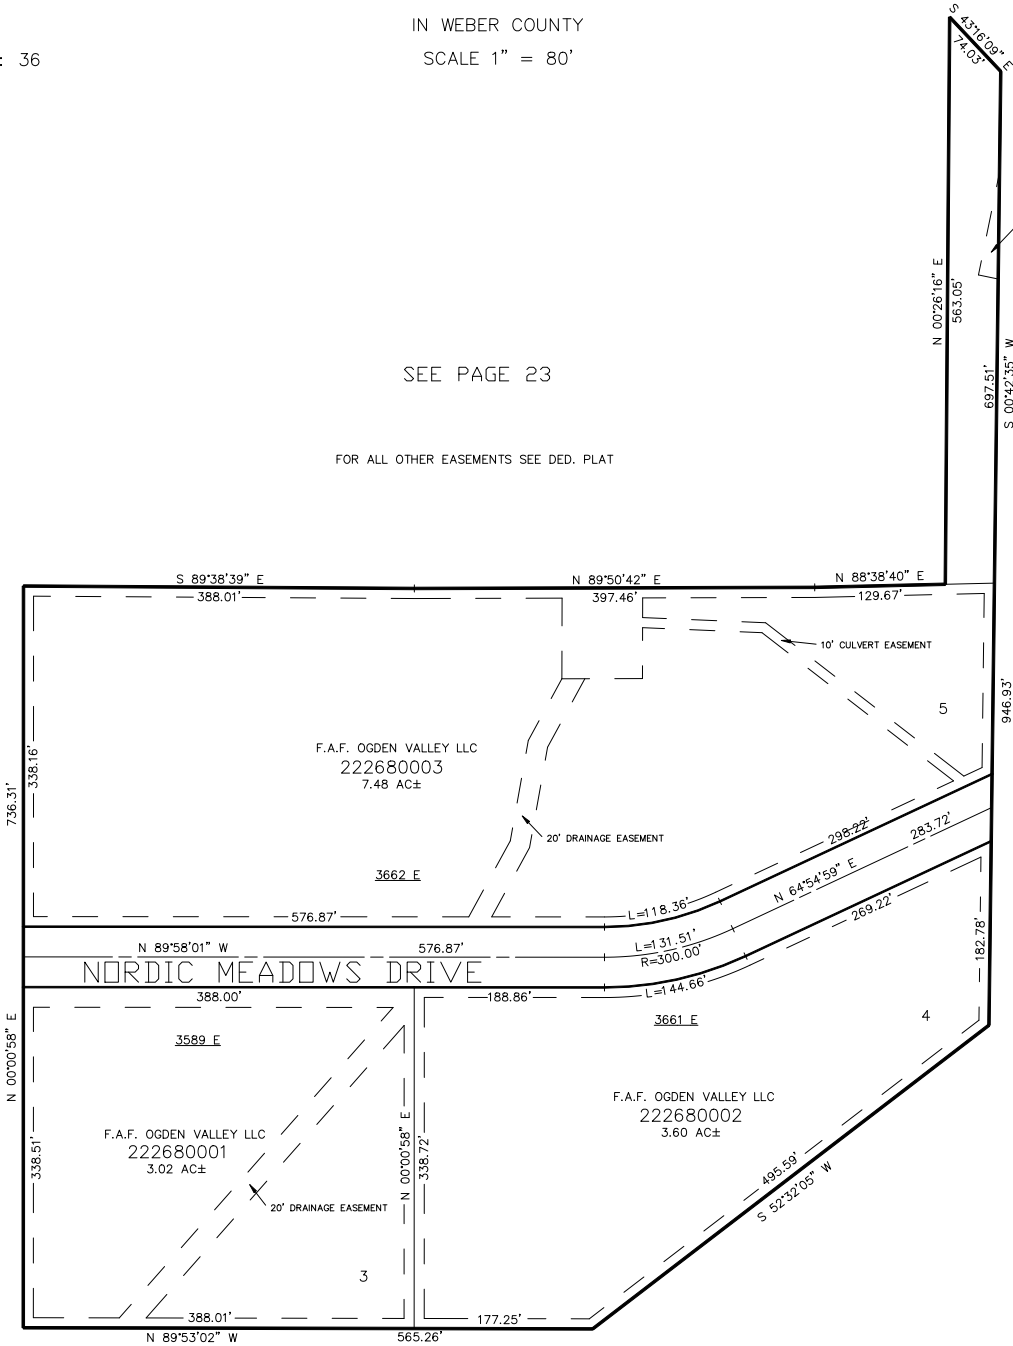 IN WEBER COUNTY
: 36
SCALE 1" = 80'
S 43°16'09" E
74.03'
N 00°26'16" E
563.05'
697.51'
S 00°42'35" W
SEE PAGE 23
FOR ALL OTHER EASEMENTS SEE DED. PLAT
S 89°38'39" E
388.01'
N 89°50'42" E
397.46'
N 88°38'40" E
129.67'
10' CULVERT EASEMENT
5
946.93'
F.A.F. OGDEN VALLEY LLC
222680003
7.48 AC±
338.16'
736.31'
20' DRAINAGE EASEMENT
298.22'
283.72'
3662 E
N 64°54'59" E
576.87'
L=118.36'
269.22'
N 89°58'01" W
576.87'
L=131.51'
R=300.00'
182.78'
NORDIC MEADOWS DRIVE
388.00'
188.86'
L=144.66'
3589 E
3661 E
4
N 00°00'58" E
F.A.F. OGDEN VALLEY LLC
222680002
3.60 AC±
F.A.F. OGDEN VALLEY LLC
222680001
3.02 AC±
338.51'
N 00°00'58" E
338.72'
495.59'
S 52°32'05" W
20' DRAINAGE EASEMENT
3
388.01'
177.25'
N 89°53'02" W
565.26'